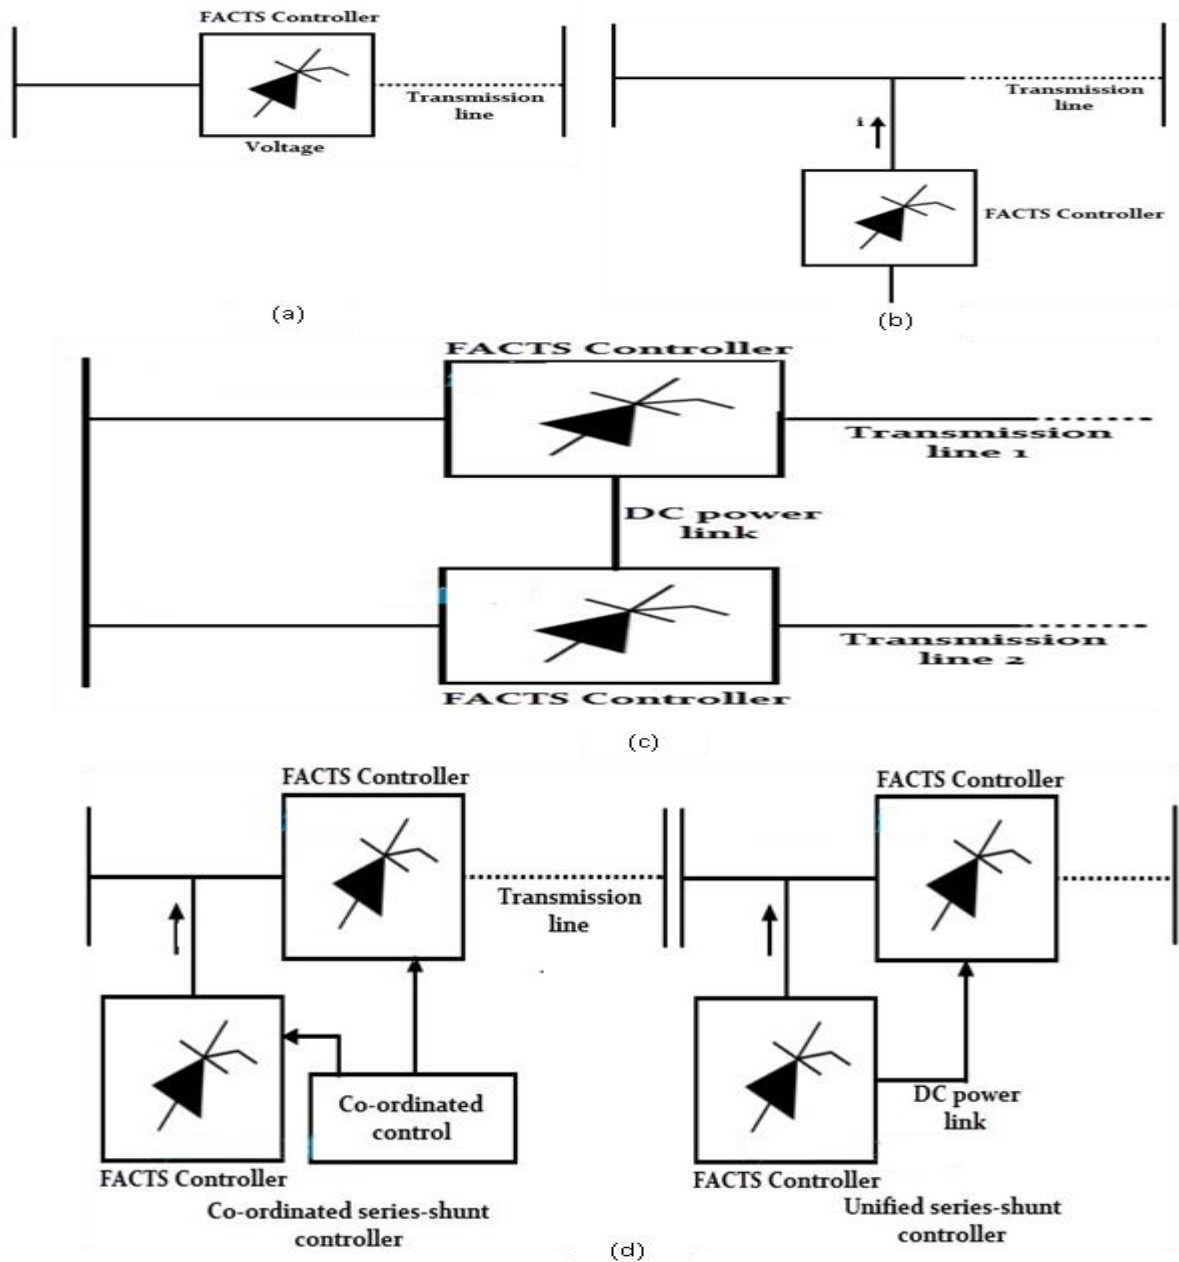 FACTS Controller
Transmission
line
Voltage
(a)
Transmission
line
i
FACTS Controller
(b)
FACTS Controller
Transmission
line 1
DC power
link
Transmission
line 2
FACTS Controller
(c)
FACTS Controller
Transmission
line
Co-ordinated
control
FACTS Controller
Co-ordinated series-shunt
controller
FACTS Controller
DC power
link
FACTS Controller
Unified series-shunt
controller
(d)